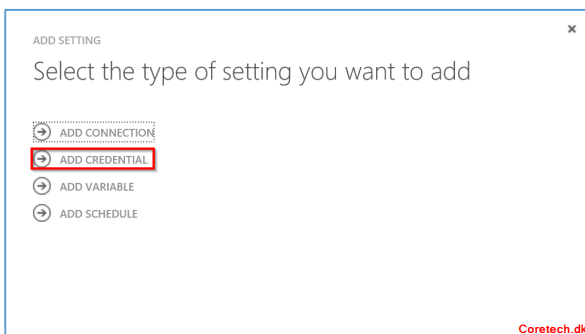 ADD SETTING
Select the type of setting you want to add
ADD CONNECTION
ADD CREDENTIAL
ADD VARIABLE
ADD SCHEDULE
Coretech.dk